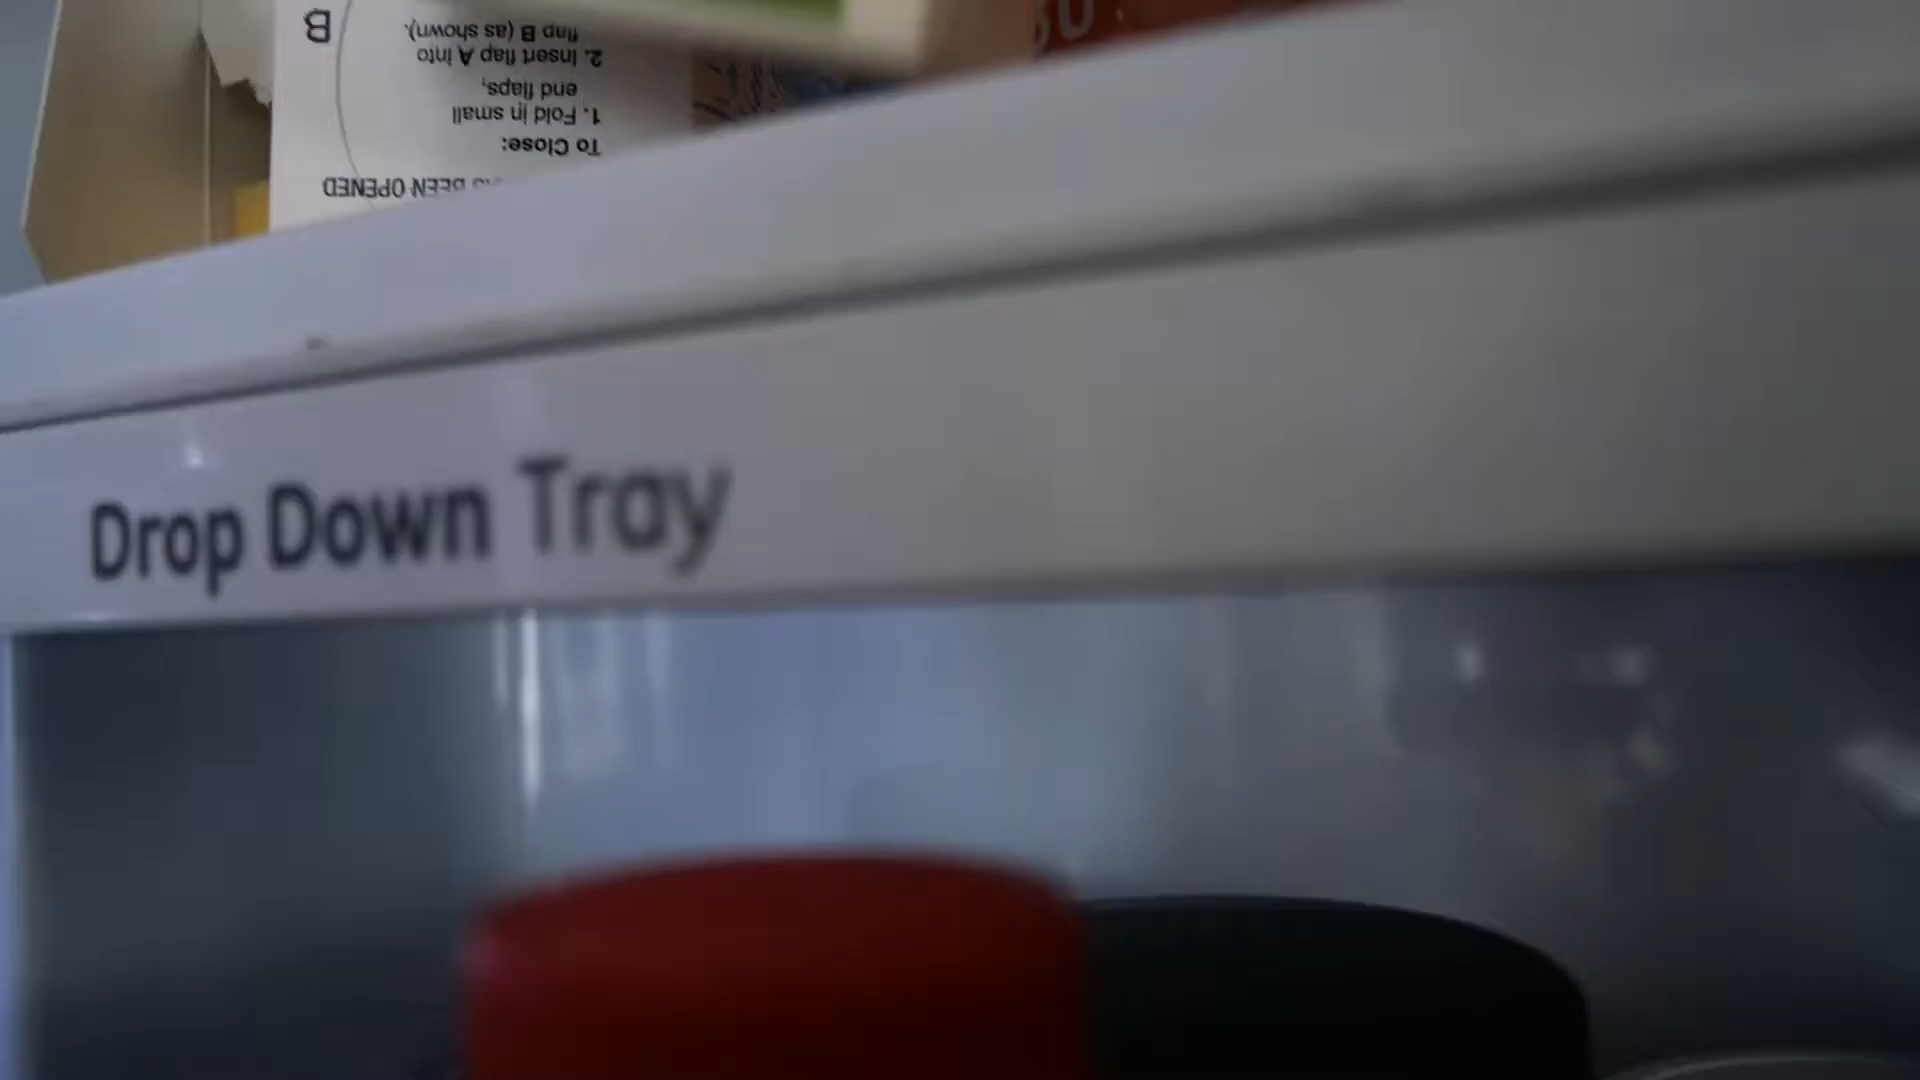 B
To Close:
1. Fold in small
end flaps,
2. Insert flap A into
flap B (as shown).
BEEN OPENED
Drop Down Tray